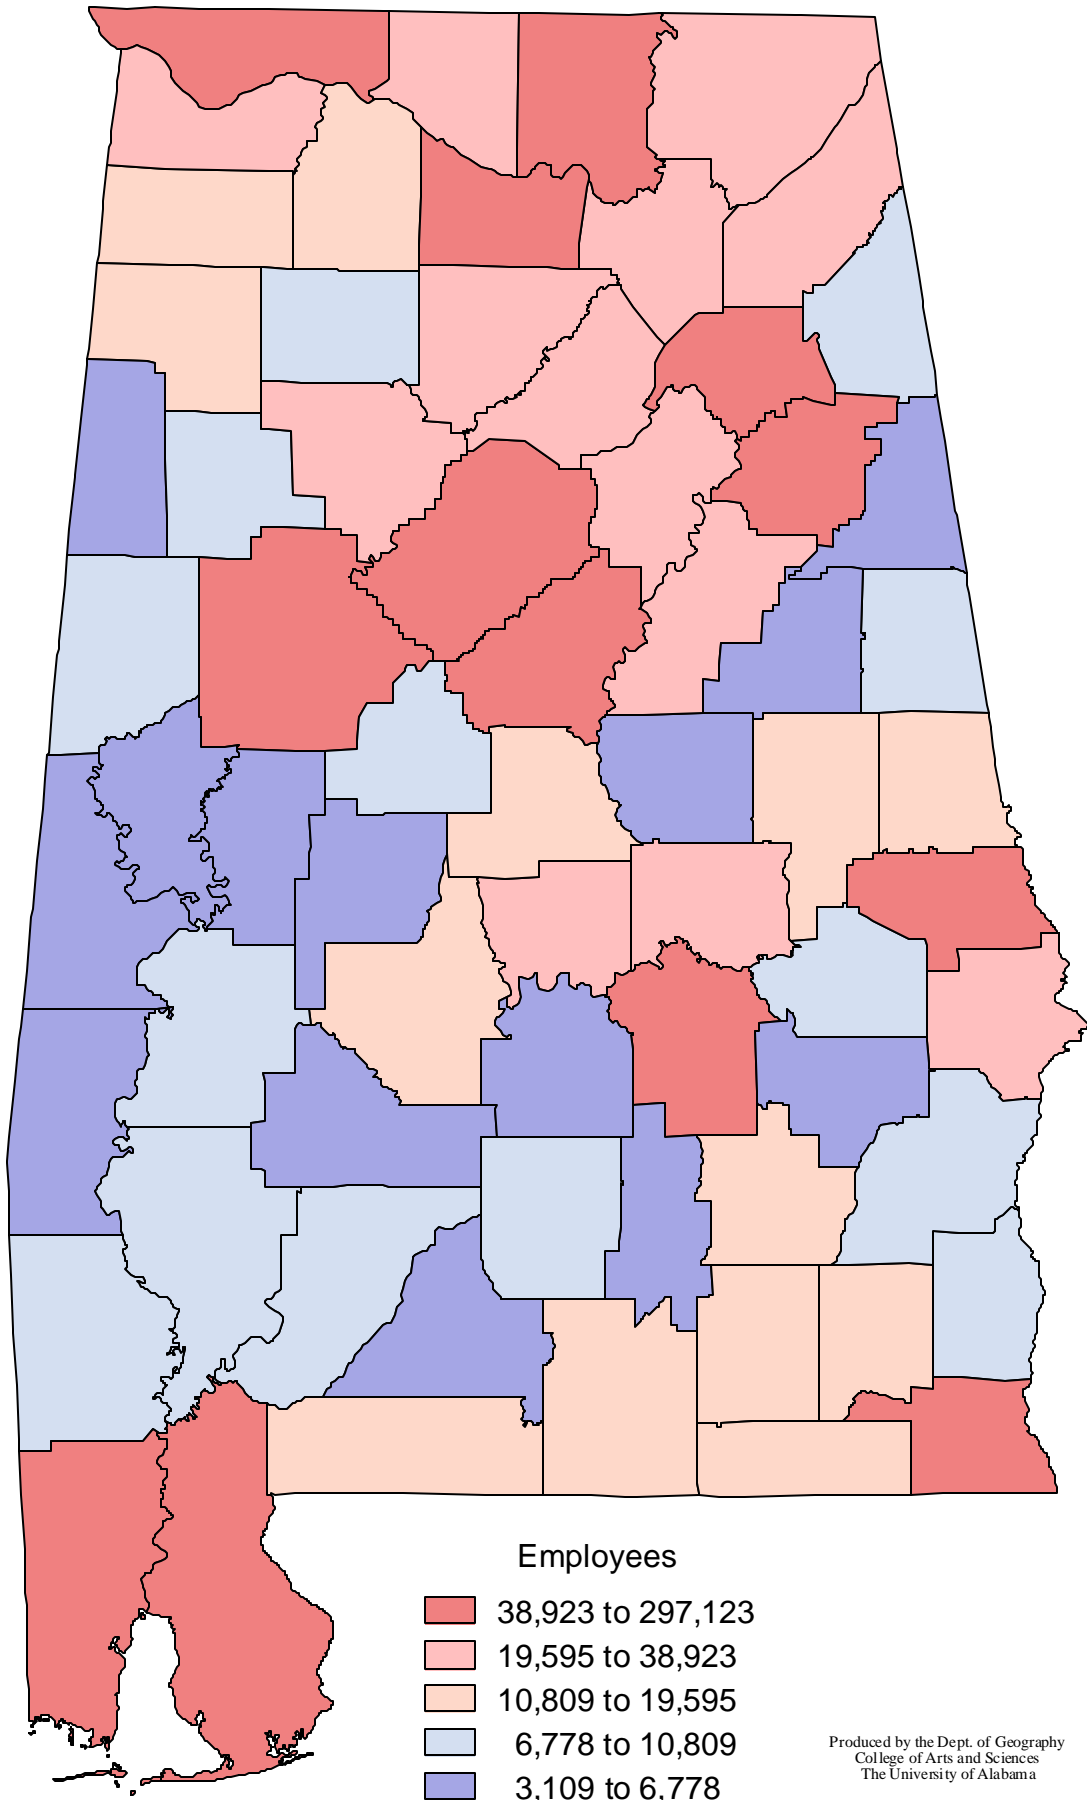 Employees
38,923 to 297,123
19,595 to 38,923
10,809 to 19,595
6,778 to 10,809
3,109 to 6,778
Produced by the Dept. of Geography
College of Arts and Sciences
The University of Alabama